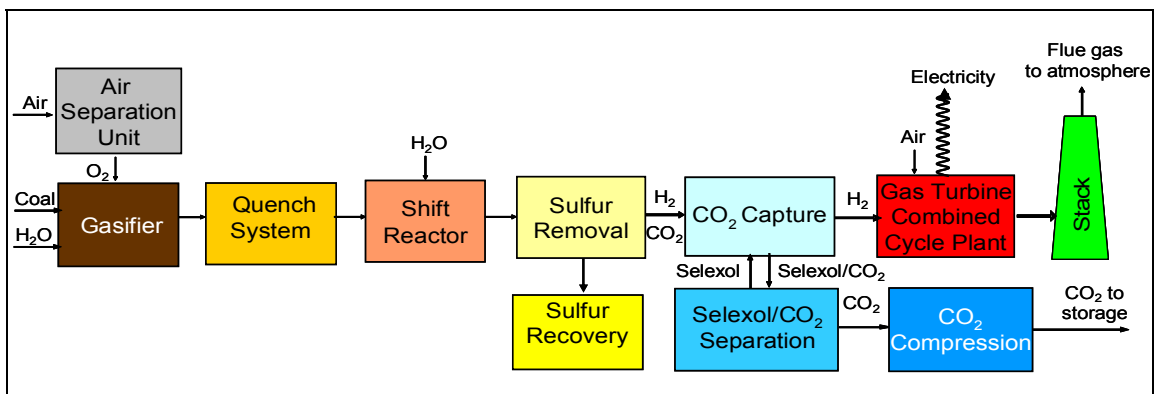 Air
Air
Separation
Unit
O₂
Coal
H₂O
Gasifier
Quench
System
H₂O
Shift
Reactor
Sulfur
Removal
Sulfur
Recovery
H₂
CO₂
CO₂ Capture
Selexol
Selexol/CO₂
Selexol/CO₂
Separation
CO₂
CO₂
Compression
CO₂ to
storage
H₂
Air
Electricity
Gas Turbine
Combined
Cycle Plant
Stack
Flue gas
to atmosphere